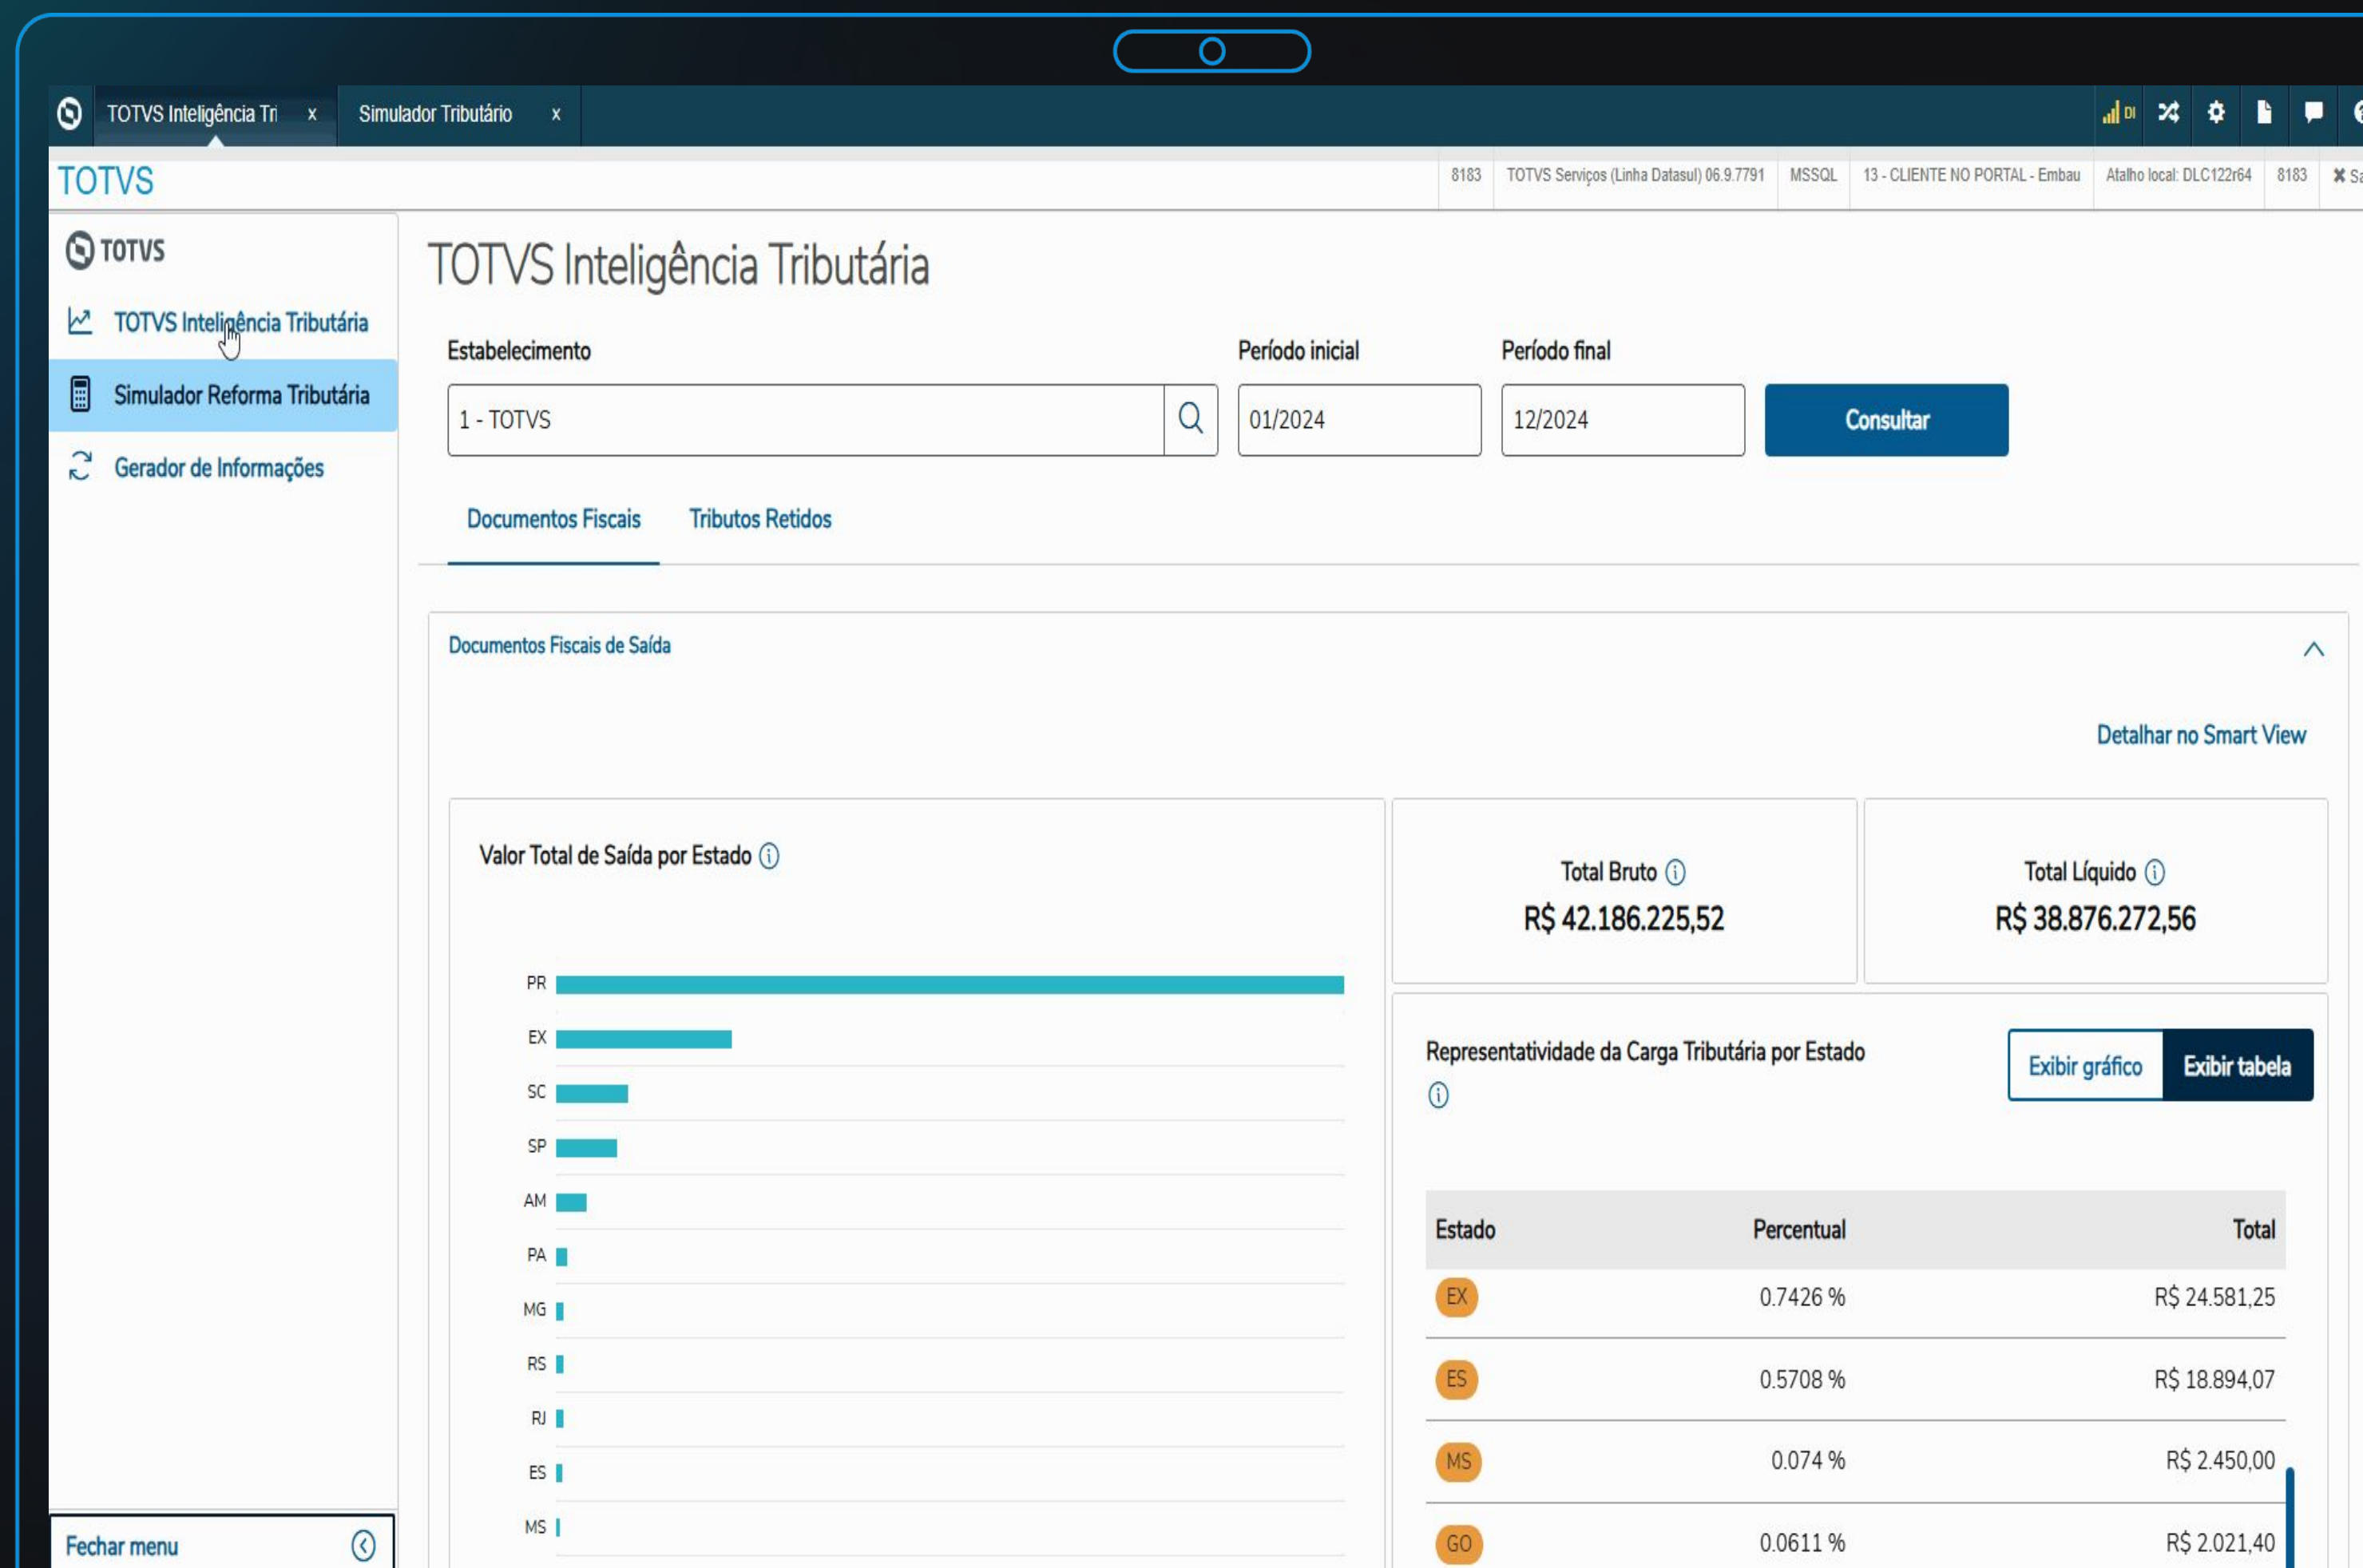 TOTVS Inteligência Tri x Simulador Tributário x DI
TOTVS 8183 TOTVS Serviços (Linha Datasul) 06.9.7791 MSSQL 13 - CLIENTE NO PORTAL - Embau Atalho local: DLC122r64 8183 Sa
TOTVS
TOTVS Inteligência Tributária
Simulador Reforma Tributária
Gerador de Informações
Fechar menu
TOTVS Inteligência Tributária
Estabelecimento Período inicial Período final
1 - TOTVS 01/2024 12/2024 Consultar
Documentos Fiscais Tributos Retidos
Documentos Fiscais de Saída
Detalhar no Smart View
Valor Total de Saída por Estado
PR
EX
SC
SP
AM
PA
MG
RS
RJ
ES
MS
Total Bruto
R$ 42.186.225,52
Total Líquido
R$ 38.876.272,56
Representatividade da Carga Tributária por Estado
Exibir gráfico Exibir tabela
Estado Percentual Total
EX 0.7426 % R$ 24.581,25
ES 0.5708 % R$ 18.894,07
MS 0.074 % R$ 2.450,00
GO 0.0611 % R$ 2.021,40